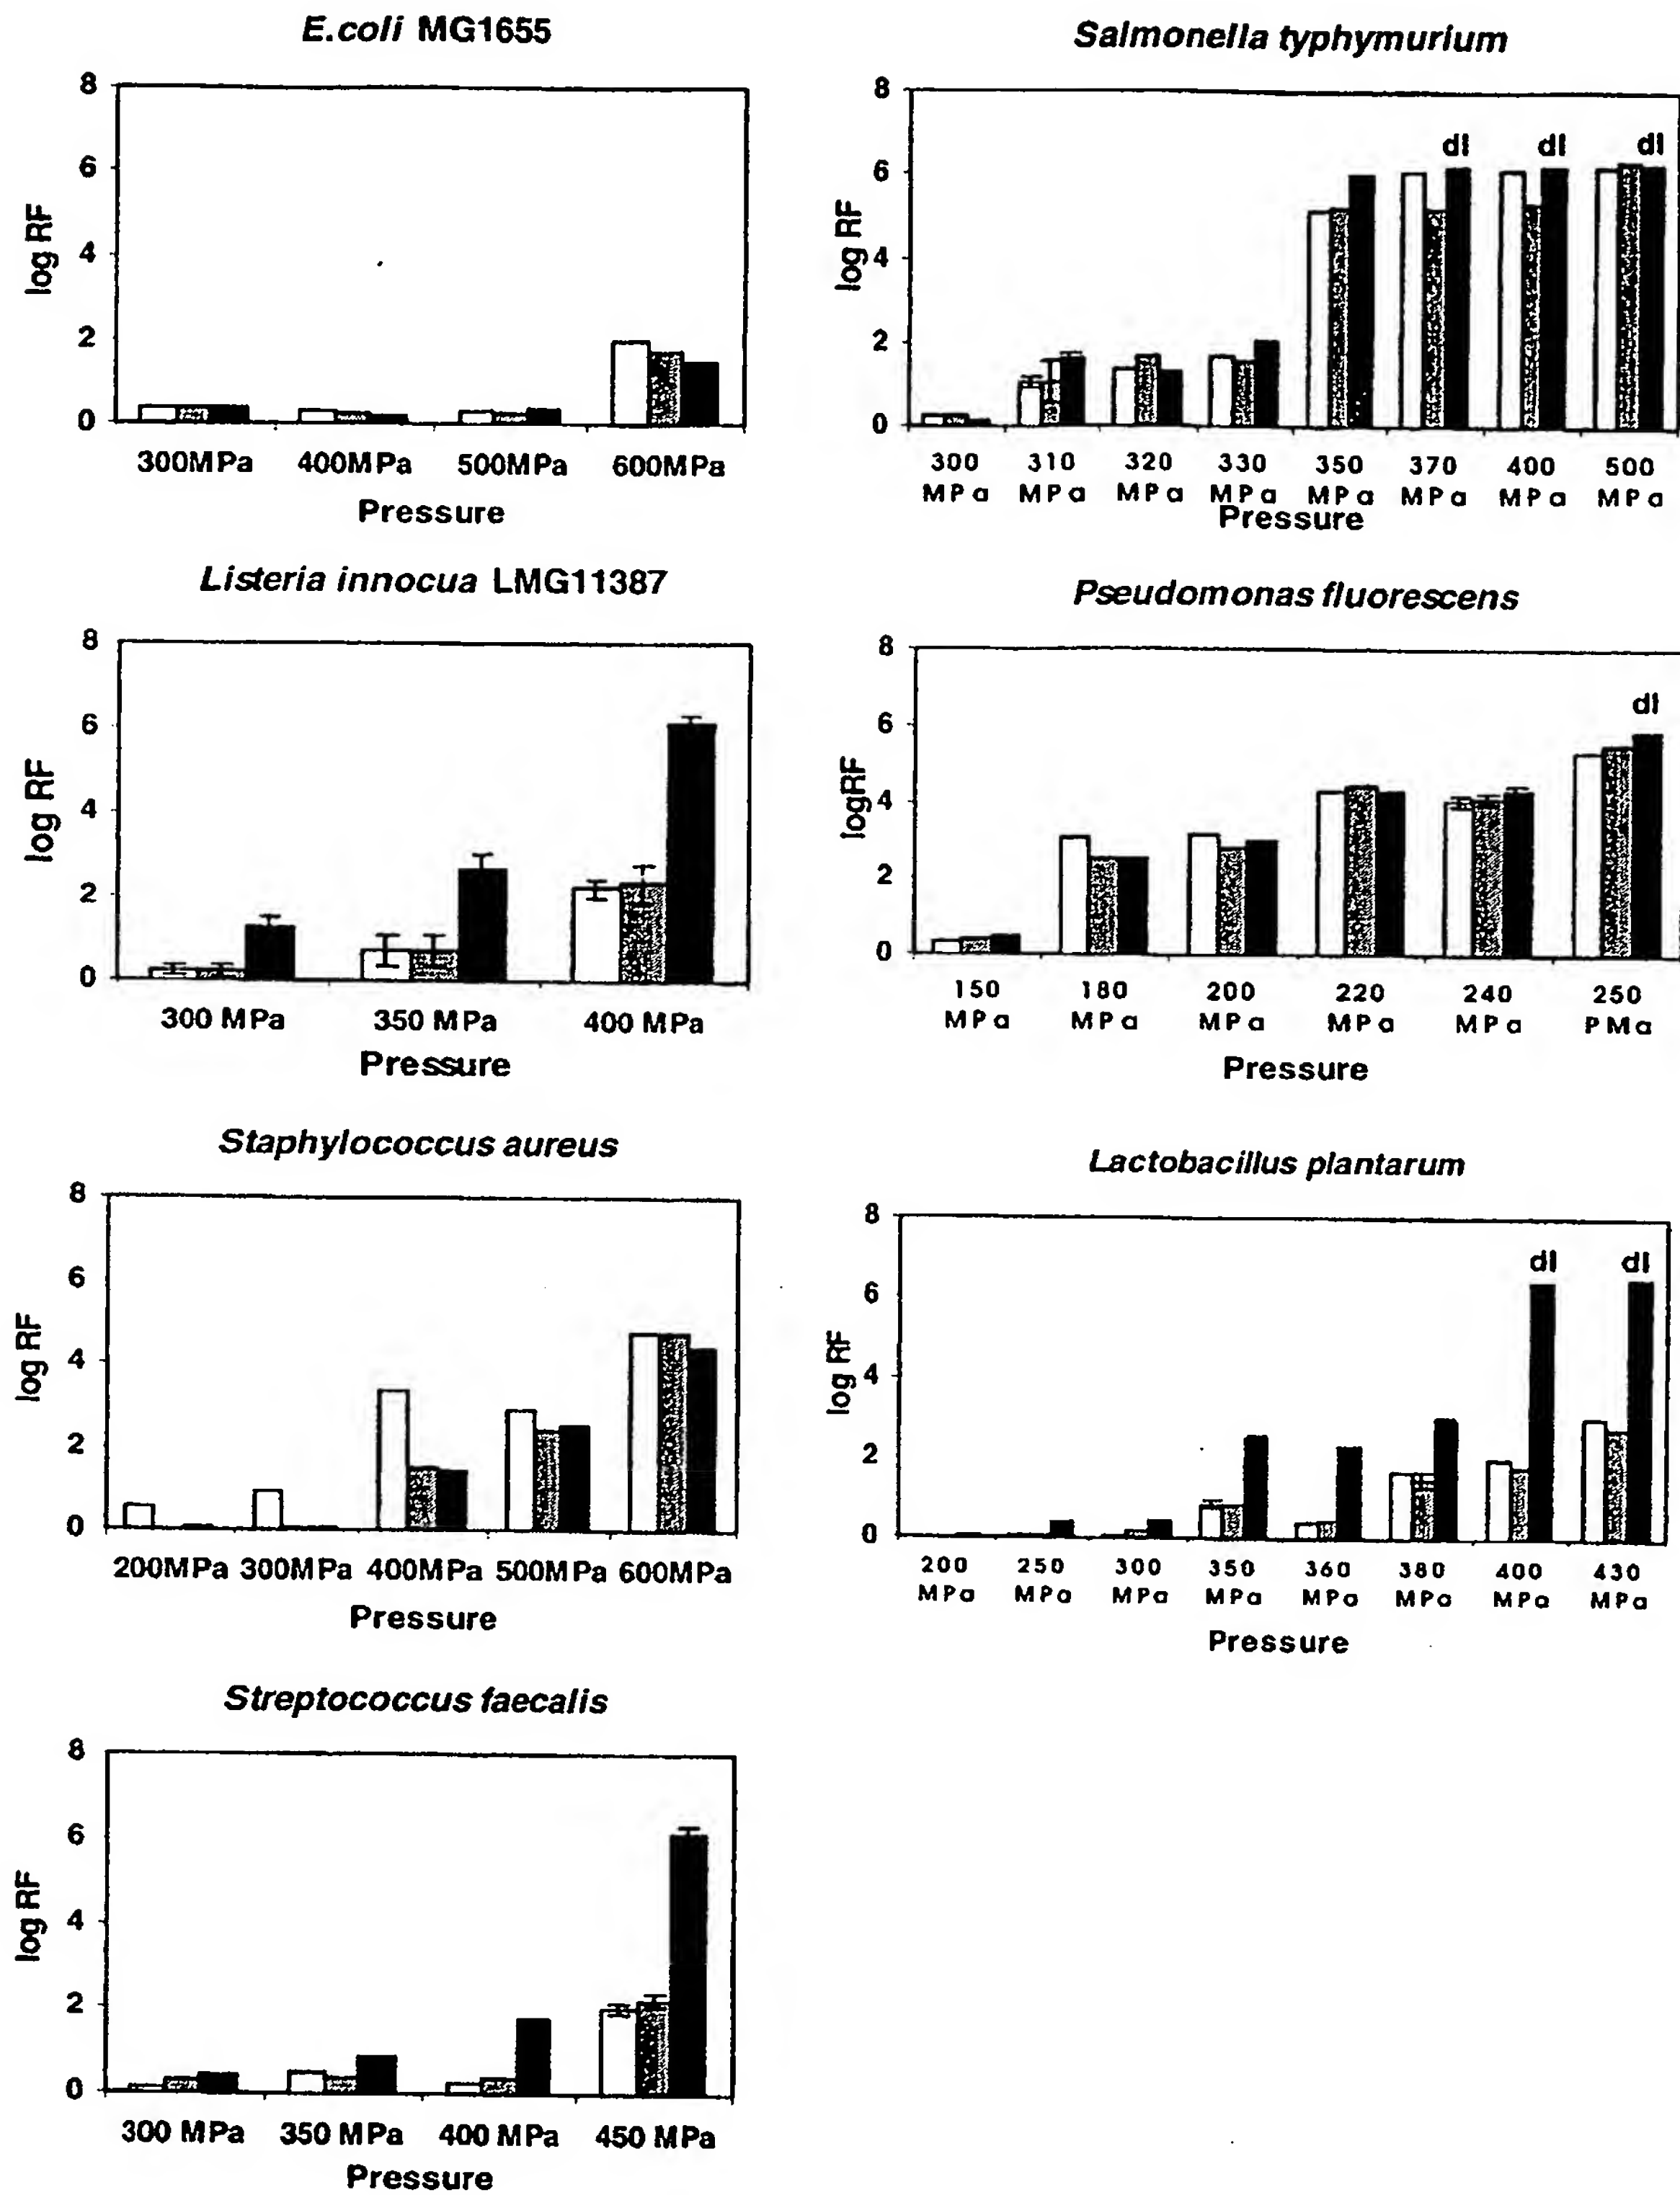 E.coli MG1655
8
6
4
2
0
log RF
300MPa 400MPa 500MPa 600MPa
Pressure
Salmonella typhymurium
8
6
4
2
0
log RF
dl dl dl
300 310 320 330 350 370 400 500
MPa MPa MPa MPa MPa MPa MPa MPa
Pressure
Listeria innocua LMG11387
8
6
4
2
0
log RF
300 MPa 350 MPa 400 MPa
Pressure
Pseudomonas fluorescens
8
6
4
2
0
logRF
dl
150 180 200 220 240 250
MPa MPa MPa MPa MPa PMa
Pressure
Staphylococcus aureus
8
6
4
2
0
log RF
200MPa 300MPa 400MPa 500MPa 600MPa
Pressure
Lactobacillus plantarum
8
6
4
2
0
log RF
dl dl
200 250 300 350 360 380 400 430
MPa MPa MPa MPa MPa MPa MPa MPa
Pressure
Streptococcus faecalis
8
6
4
2
0
log RF
300 MPa 350 MPa 400 MPa 450 MPa
Pressure